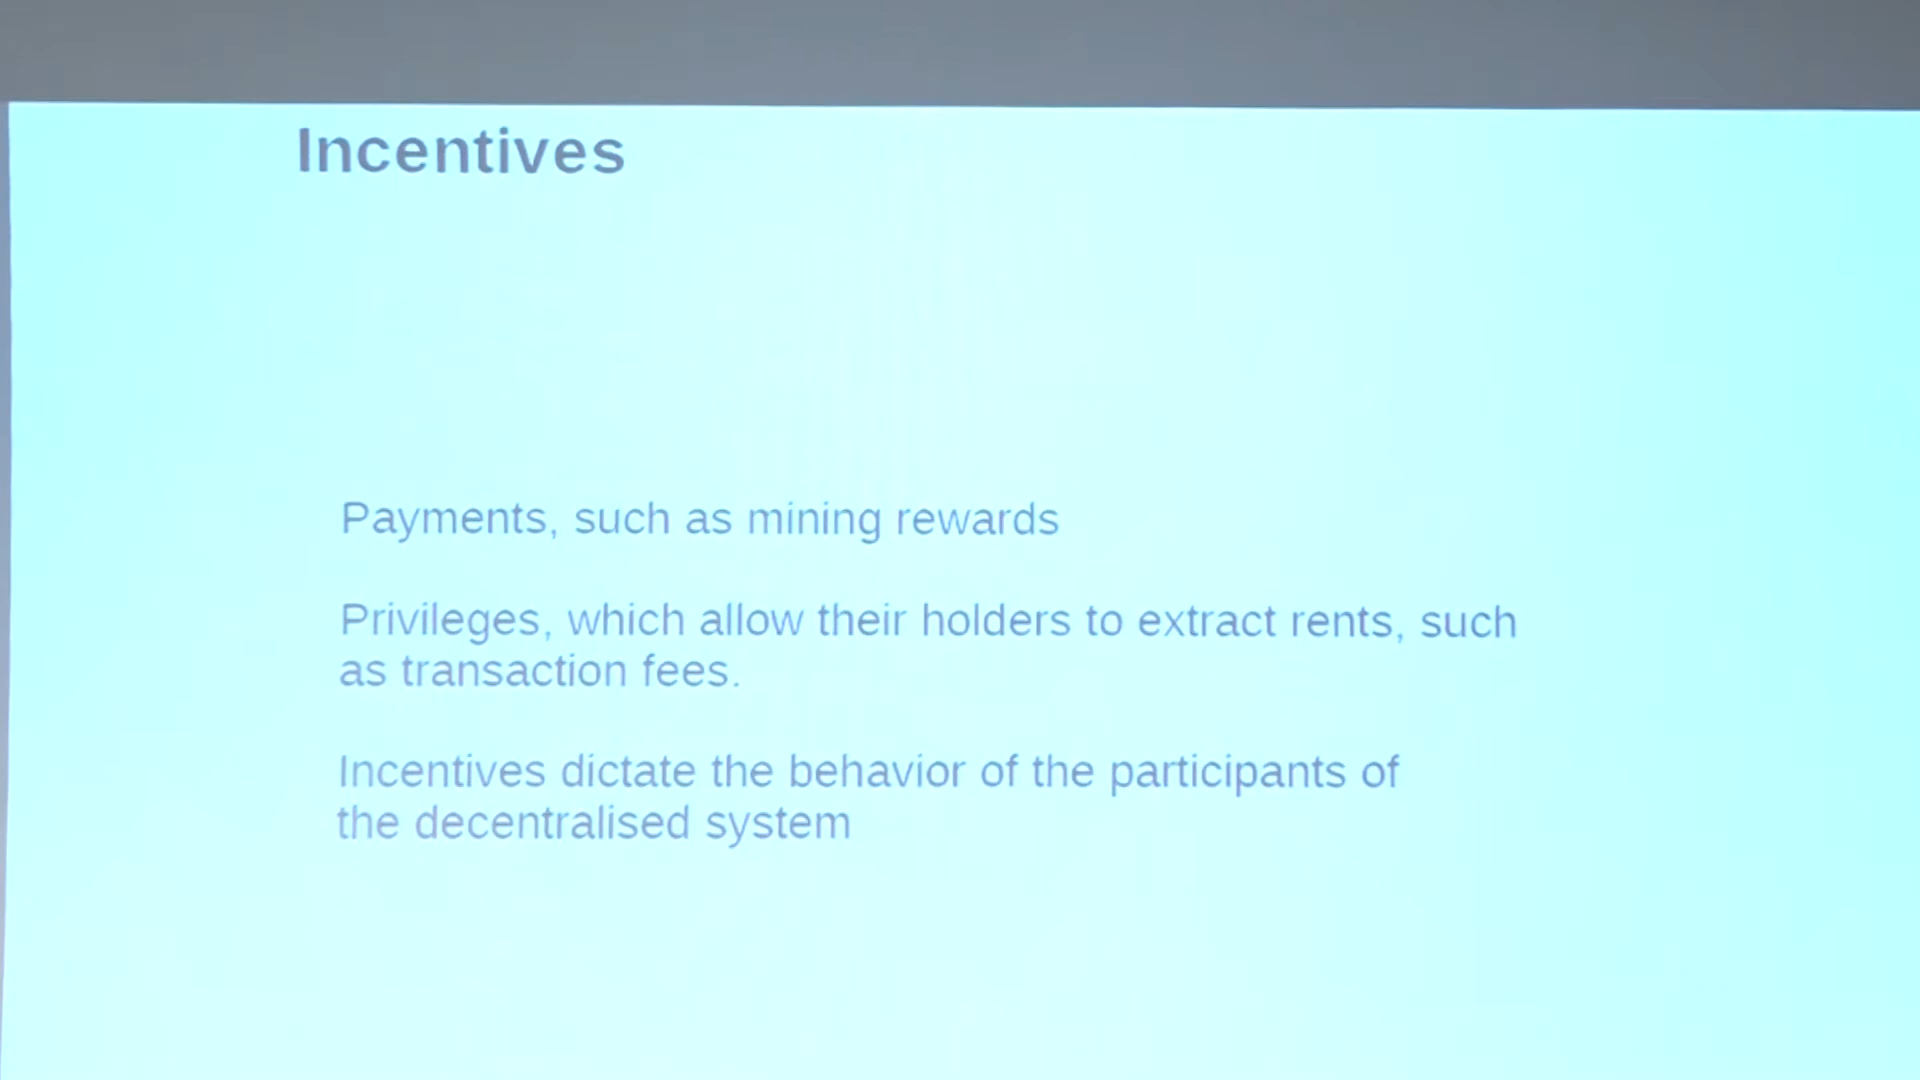 Incentives
Payments, such as mining rewards
Privileges, which allow their holders to extract rents, such
as transaction fees.
Incentives dictate the behavior of the participants of
the decentralised system